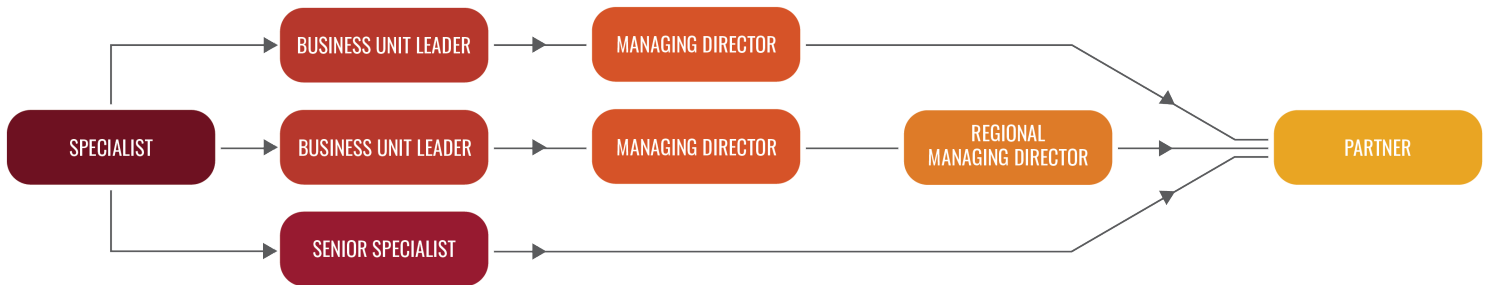 BUSINESS UNIT LEADER
MANAGING DIRECTOR
SPECIALIST
BUSINESS UNIT LEADER
MANAGING DIRECTOR
REGIONAL
MANAGING DIRECTOR
PARTNER
SENIOR SPECIALIST